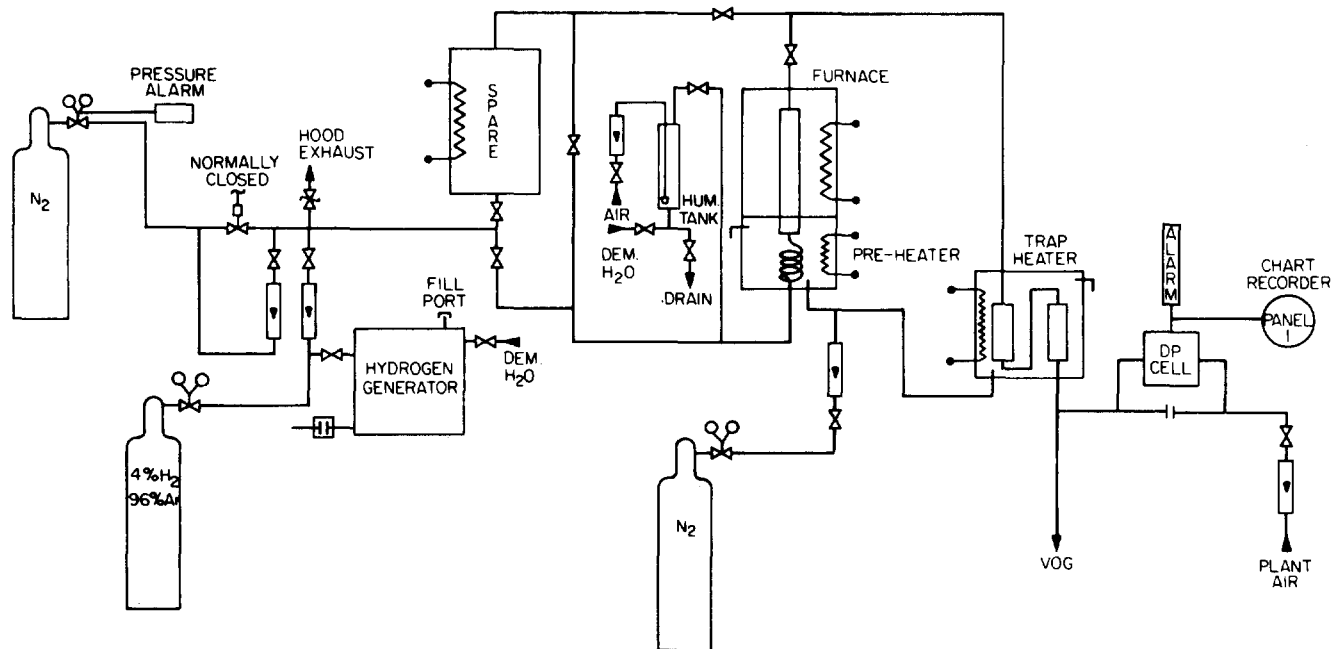 PRESSURE
ALARM
N2
NORMALLY
CLOSED
HOOD
EXHAUST
SPARE
FURNACE
AIR
HUM.
TANK
DEM.
H2O
DRAIN
PRE-HEATER
FILL
PORT
HYDROGEN
GENERATOR
DEM.
H2O
4%H2
96%Ar
N2
TRAP
HEATER
ALARM
CHART
RECORDER
PANEL
1
DP
CELL
VOG
PLANT
AIR